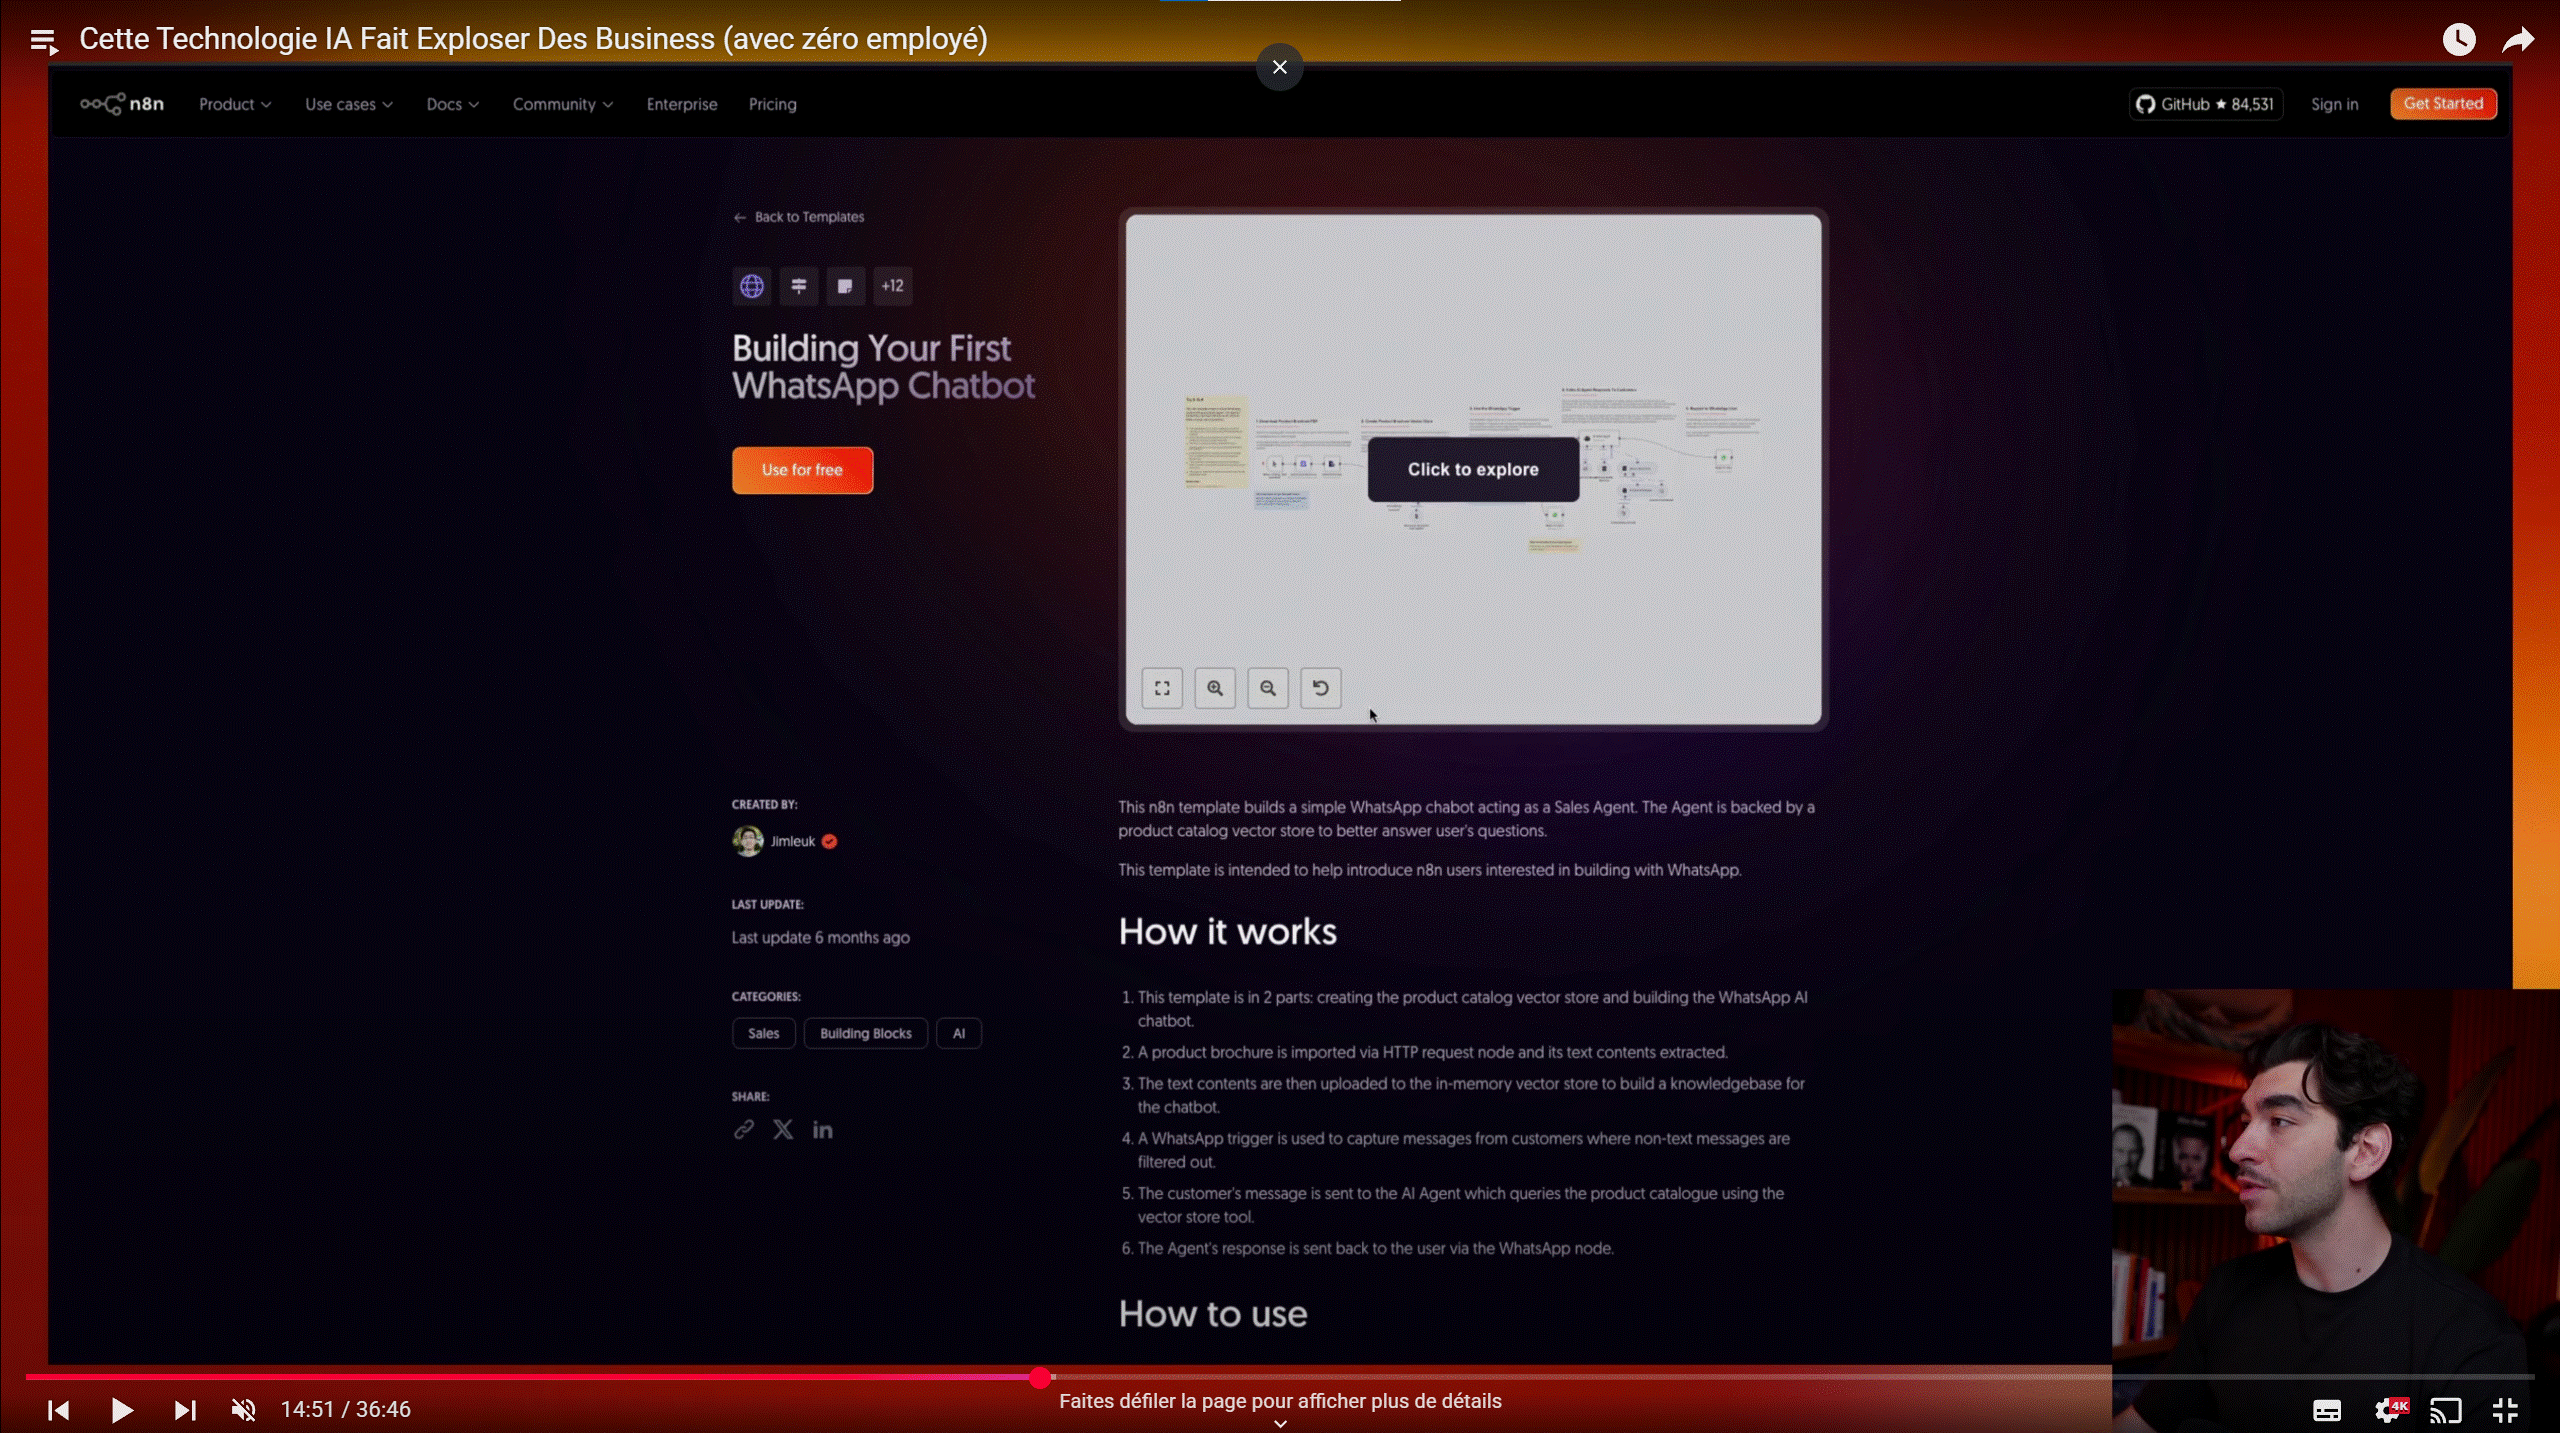 Cette Technologie IA Fait Exploser Des Business (avec zéro employé)
n8n
Product
Use cases
Docs
Community
Enterprise
Pricing
GitHub ★ 84,531
Sign in
Get Started
← Back to Templates
+12
Building Your First
WhatsApp Chatbot
Use for free
Click to explore
CREATED BY:
Jimleuk
LAST UPDATE:
Last update 6 months ago
CATEGORIES:
Sales
Building Blocks
AI
SHARE:
This n8n template builds a simple WhatsApp chabot acting as a Sales Agent. The Agent is backed by a
product catalog vector store to better answer user's questions.
This template is intended to help introduce n8n users interested in building with WhatsApp.
How it works
1. This template is in 2 parts: creating the product catalog vector store and building the WhatsApp AI
chatbot.
2. A product brochure is imported via HTTP request node and its text contents extracted.
3. The text contents are then uploaded to the in-memory vector store to build a knowledgebase for
the chatbot.
4. A WhatsApp trigger is used to capture messages from customers where non-text messages are
filtered out.
5. The customer's message is sent to the AI Agent which queries the product catalogue using the
vector store tool.
6. The Agent's response is sent back to the user via the WhatsApp node.
How to use
14:51 / 36:46
Faites défiler la page pour afficher plus de détails
4K